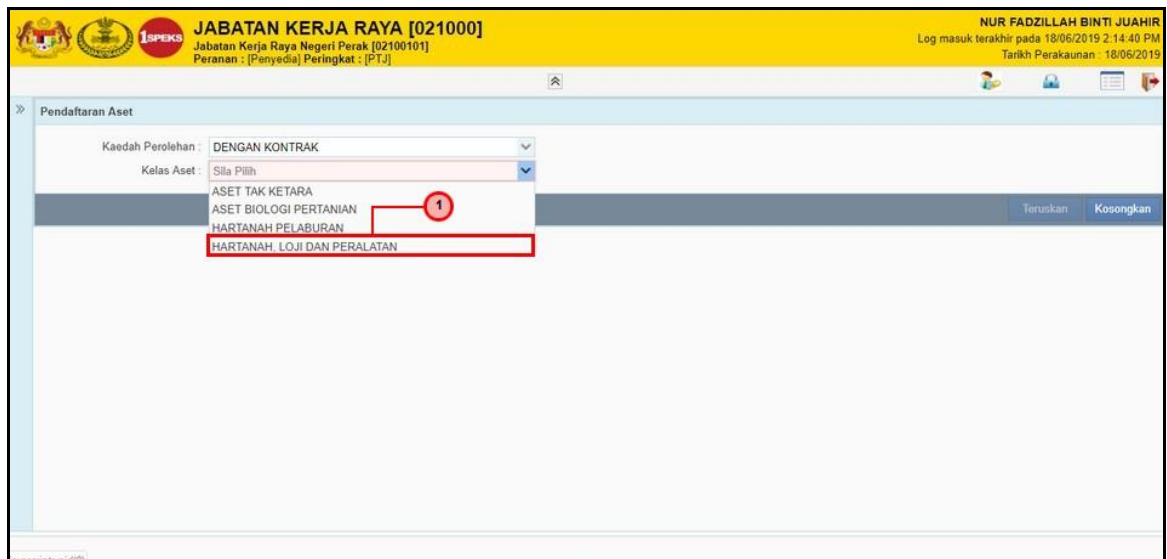 1SPEKS
JABATAN KERJA RAYA [021000]
Jabatan Kerja Raya Negeri Perak [02100101]
Peranan : [Penyedia] Peringkat : [PTJ]
NUR FADZILLAH BINTI JUAHIR
Log masuk terakhir pada 18/06/2019 2:14:40 PM
Tarikh Perakaunan : 18/06/2019
Pendaftaran Aset
Kaedah Perolehan : DENGAN KONTRAK
Kelas Aset : Sila Pilih
ASET TAK KETARA
ASET BIOLOGI PERTANIAN
1
HARTANAH PELABURAN
HARTANAH, LOJI DAN PERALATAN
Teruskan Kosongkan